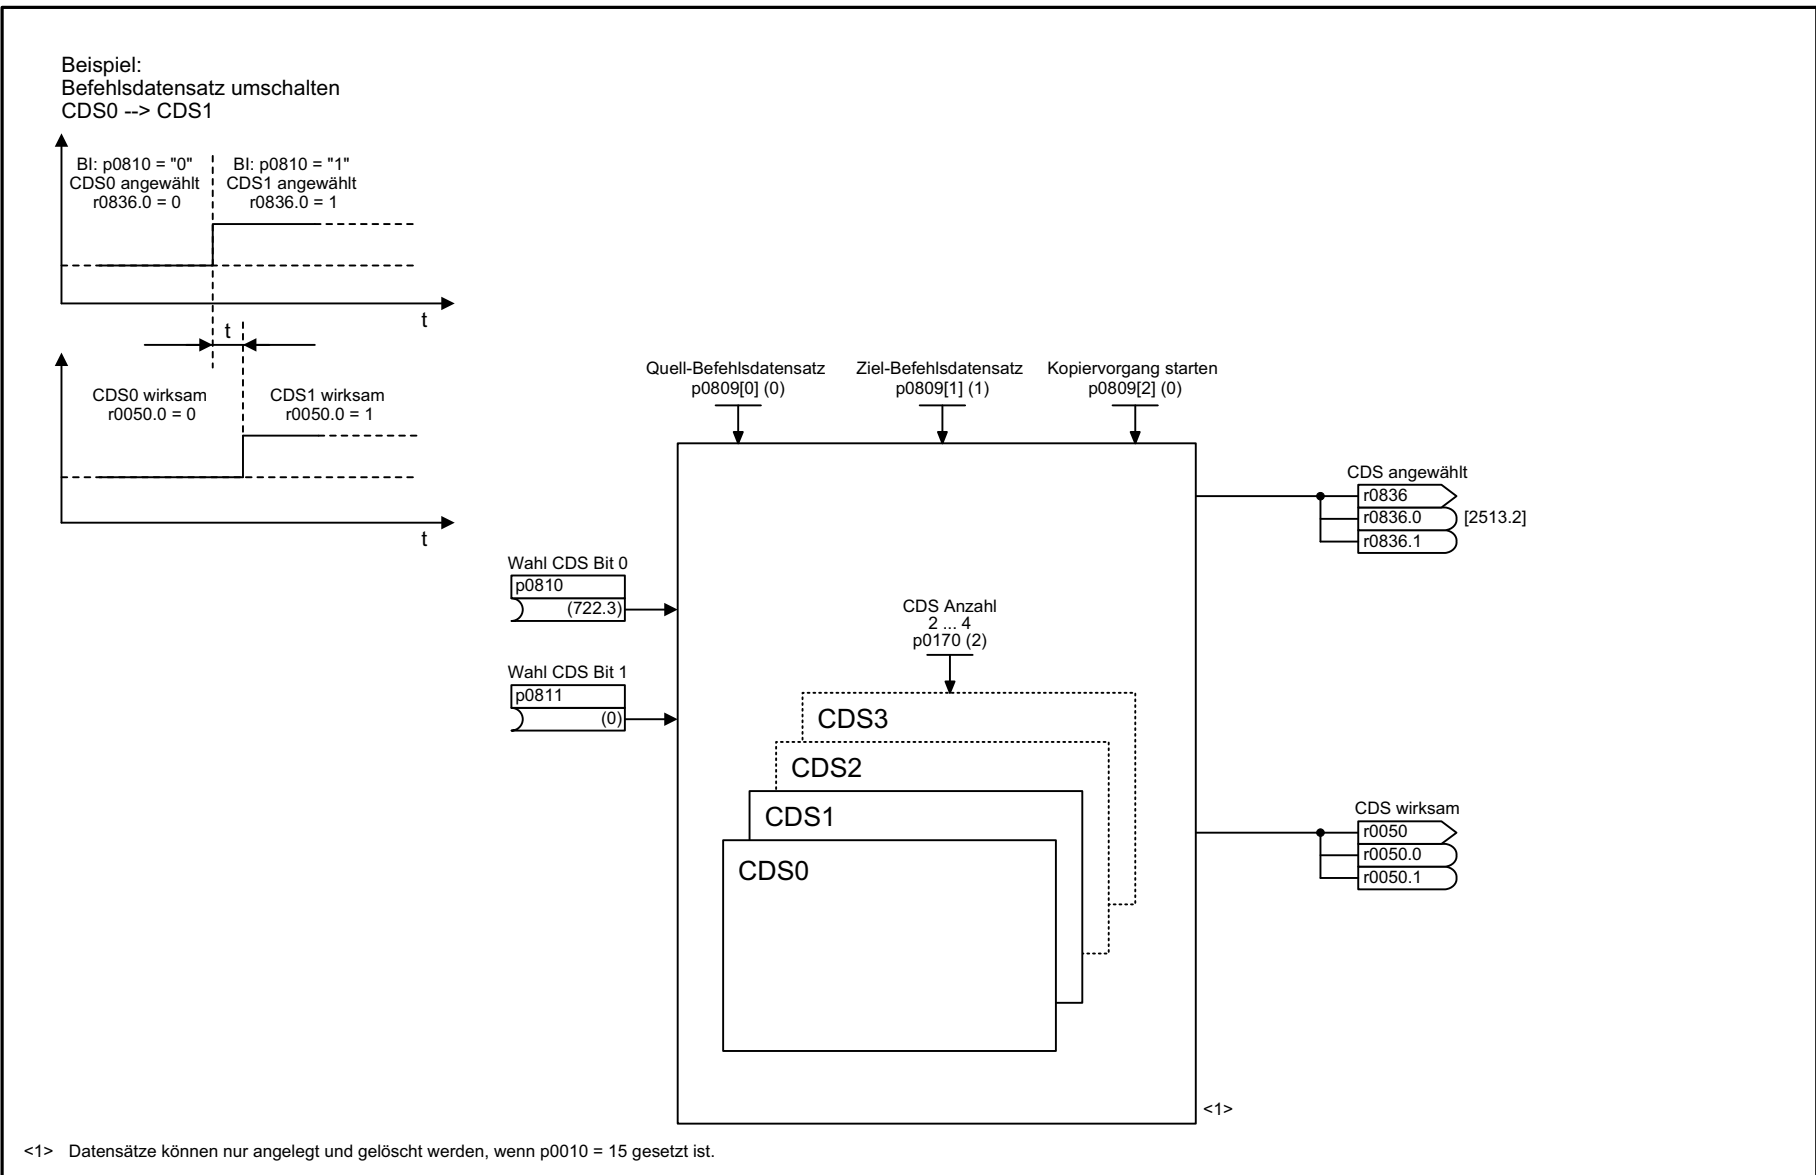 Beispiel:
Befehlsdatensatz umschalten
CDS0 --> CDS1
BI: p0810 = "0"
CDS0 angewählt
r0836.0 = 0
BI: p0810 = "1"
CDS1 angewählt
r0836.0 = 1
t
t
CDS0 wirksam
r0050.0 = 0
CDS1 wirksam
r0050.0 = 1
t
Quell-Befehlsdatensatz
p0809[0] (0)
Ziel-Befehlsdatensatz
p0809[1] (1)
Kopiervorgang starten
p0809[2] (0)
CDS angewählt
r0836
r0836.0
[2513.2]
r0836.1
Wahl CDS Bit 0
p0810
(722.3)
Wahl CDS Bit 1
p0811
(0)
CDS Anzahl
2 ... 4
p0170 (2)
CDS3
CDS2
CDS1
CDS0
CDS wirksam
r0050
r0050.0
r0050.1
<1>
<1> Datensätze können nur angelegt und gelöscht werden, wenn p0010 = 15 gesetzt ist.